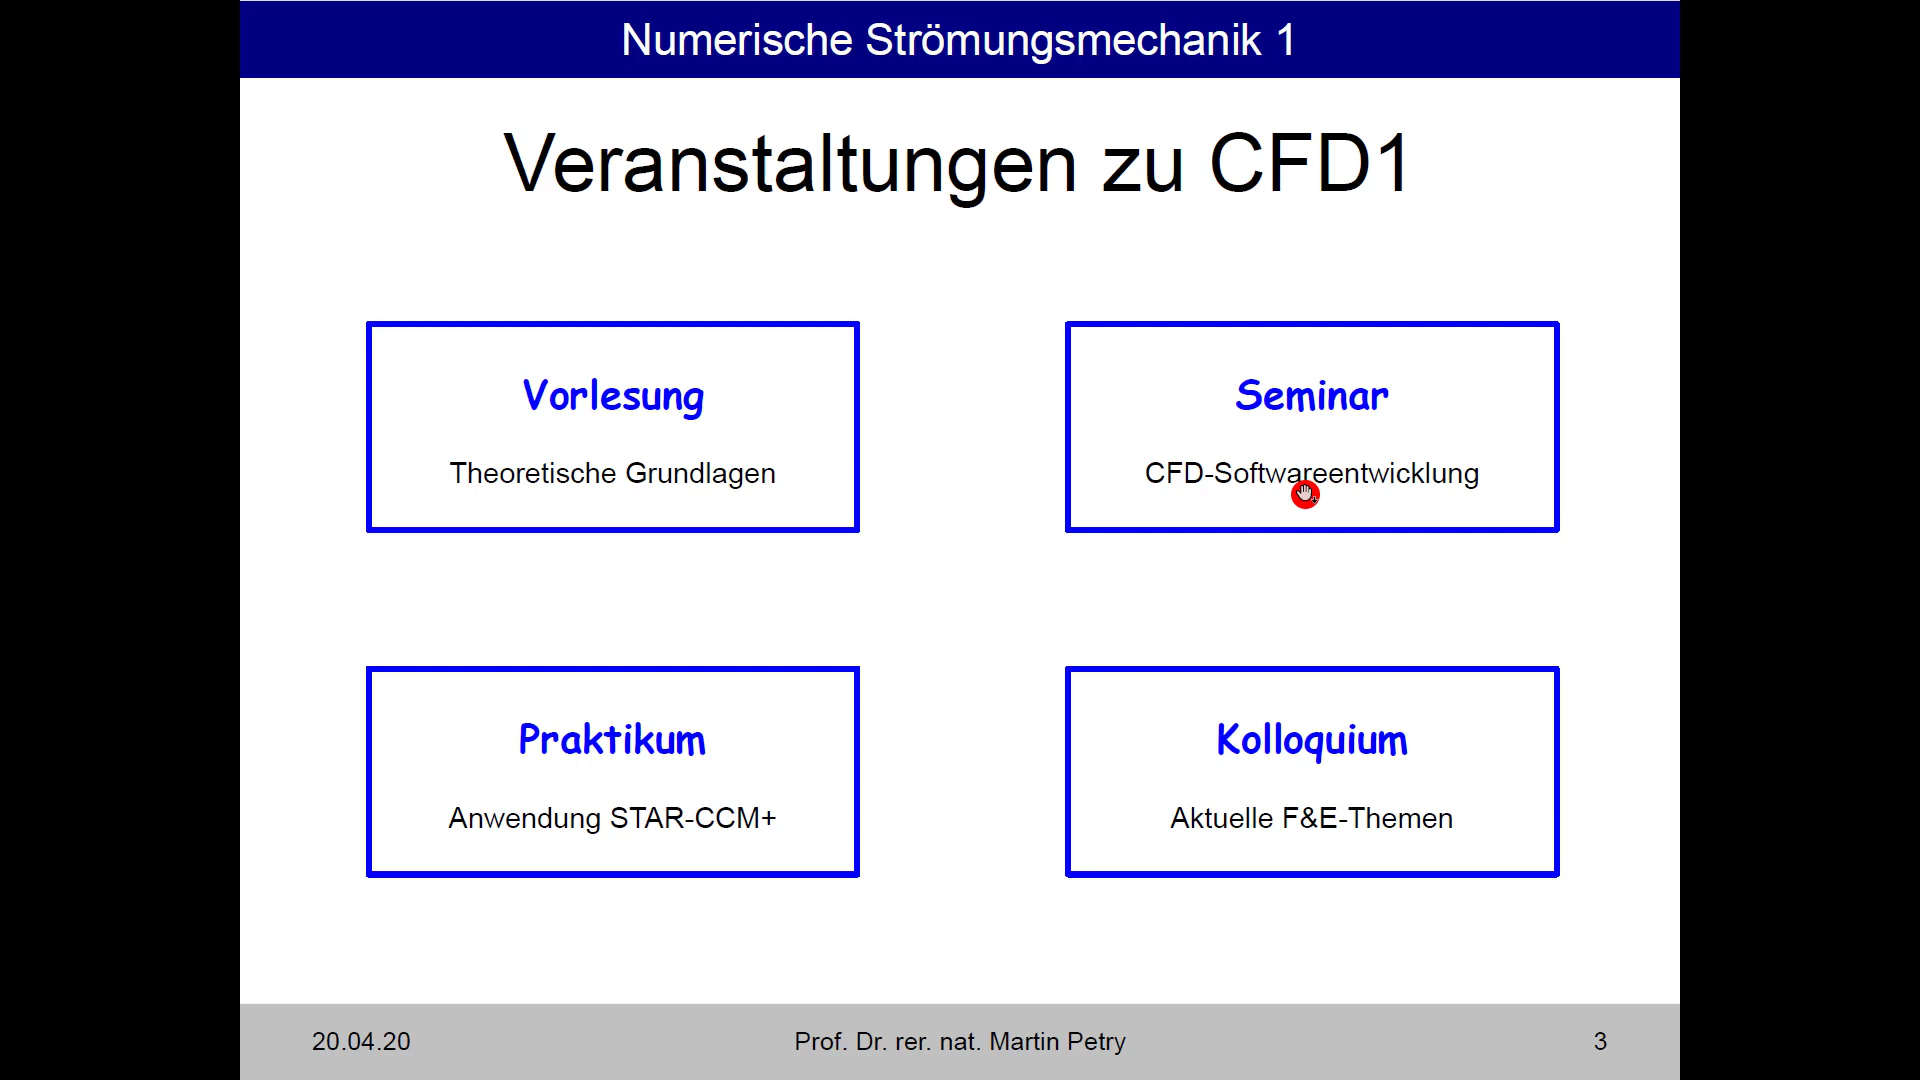 Numerische Strömungsmechanik 1
Veranstaltungen zu CFD1
Vorlesung
Theoretische Grundlagen
Seminar
CFD-Softwareentwicklung
Praktikum
Anwendung STAR-CCM+
Kolloquium
Aktuelle F&E-Themen
20.04.20
Prof. Dr. rer. nat. Martin Petry
3